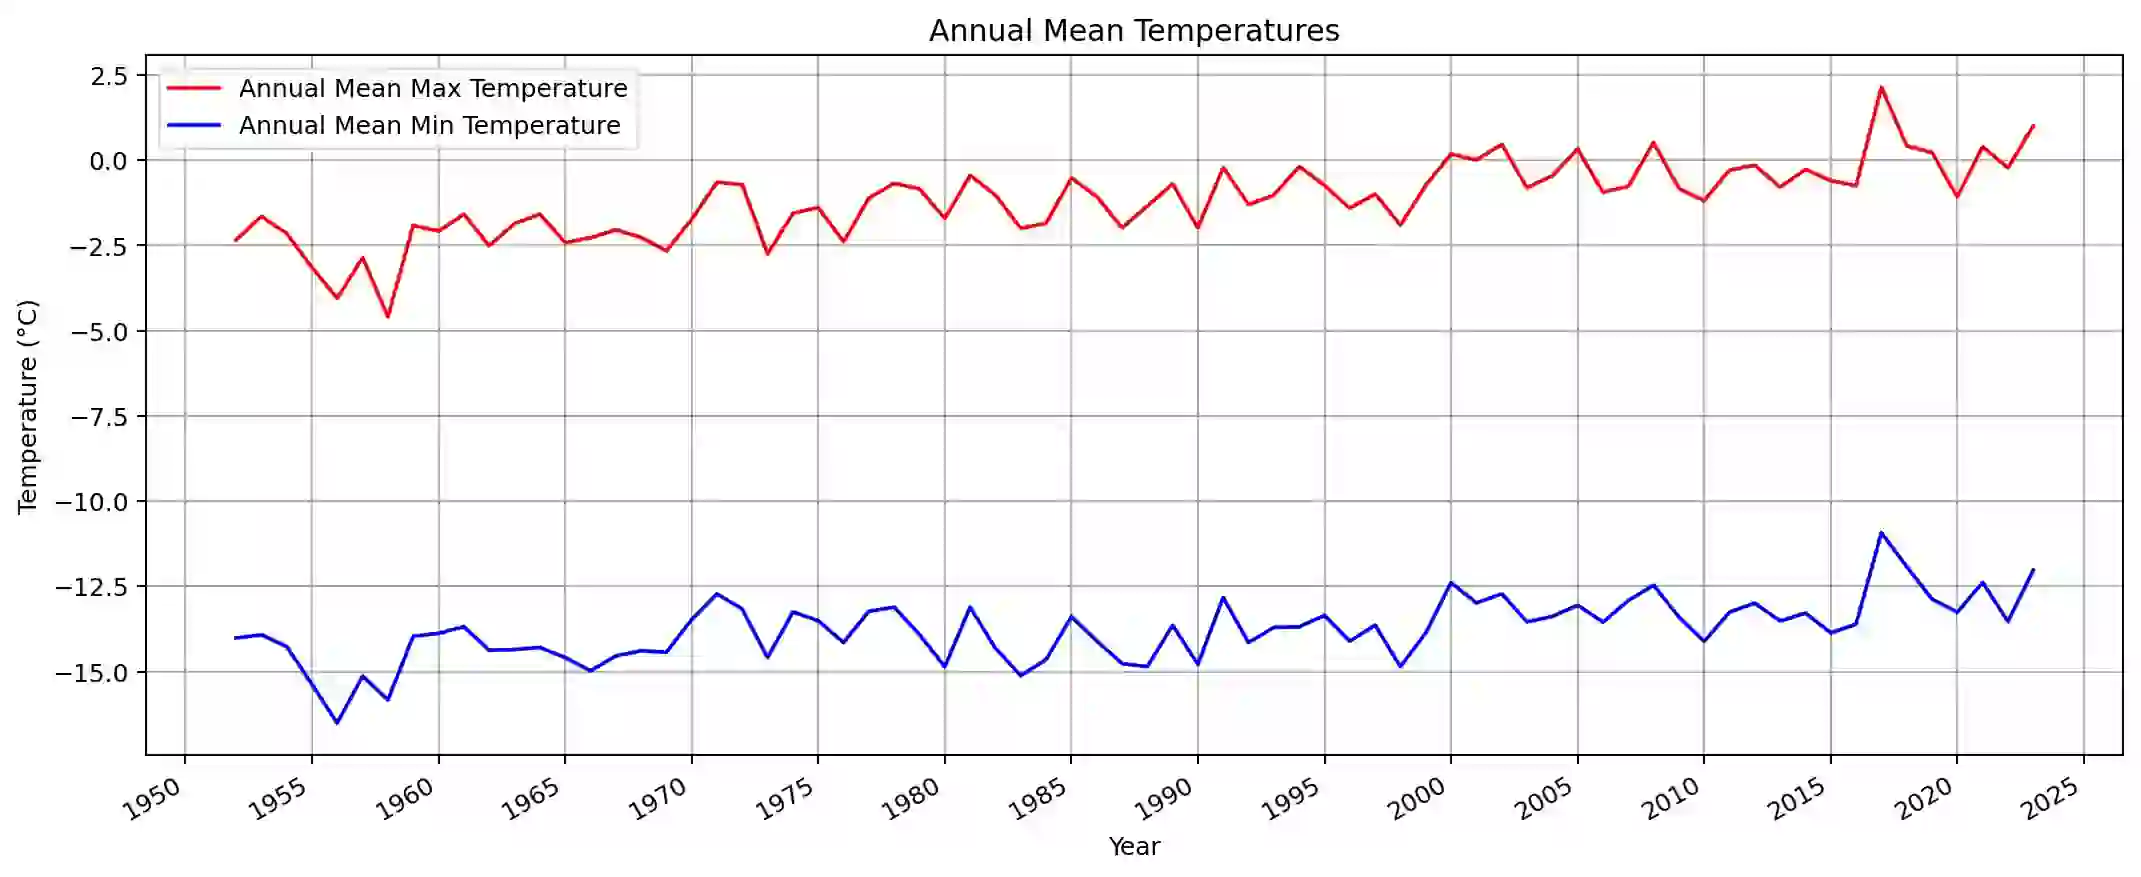 Annual Mean Temperatures
Annual Mean Max Temperature
Annual Mean Min Temperature
Temperature (°C)
2.5
0.0
−2.5
−5.0
−7.5
−10.0
−12.5
−15.0
1950 1955 1960 1965 1970 1975 1980 1985 1990 1995 2000 2005 2010 2015 2020 2025
Year